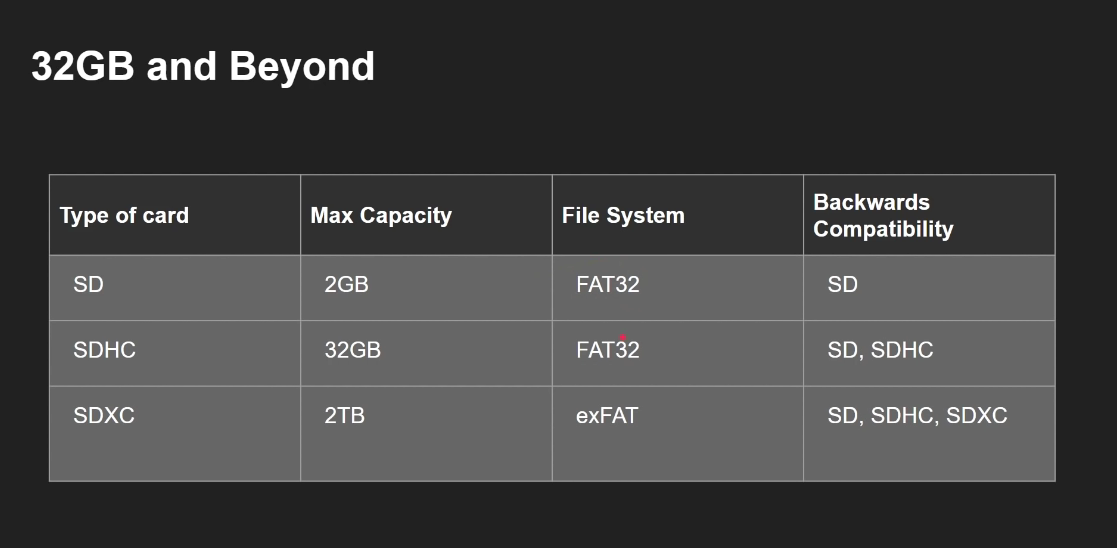 32GB and Beyond
Type of card
Max Capacity
File System
Backwards
Compatibility
SD
2GB
FAT32
SD
SDHC
32GB
FAT32
SD, SDHC
SDXC
2TB
exFAT
SD, SDHC, SDXC